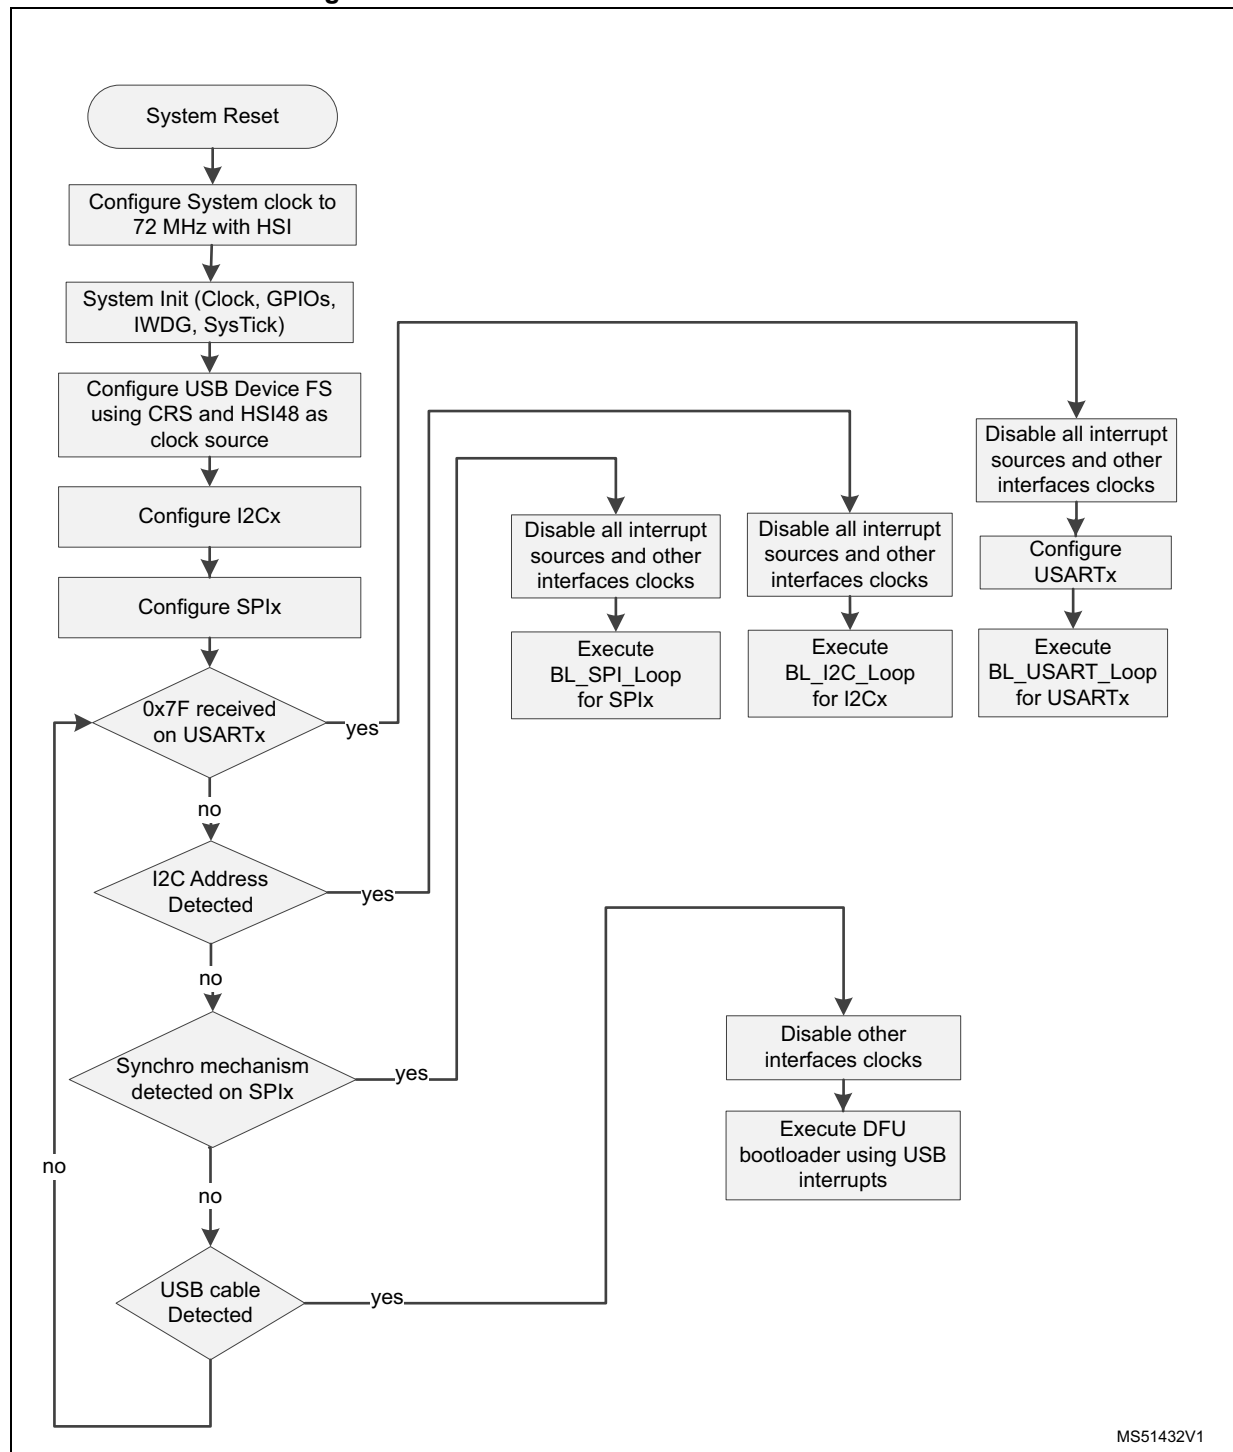 System Reset
Configure System clock to
72 MHz with HSI
System Init (Clock, GPIOs,
IWDG, SysTick)
Configure USB Device FS
using CRS and HSI48 as
clock source
Configure I2Cx
Configure SPIx
0x7F received
on USARTx
yes
no
I2C Address
Detected
yes
no
Synchro mechanism
detected on SPIx
yes
no
no
USB cable
Detected
yes
Disable all interrupt
sources and other
interfaces clocks
Execute
BL_SPI_Loop
for SPIx
Disable all interrupt
sources and other
interfaces clocks
Execute
BL_I2C_Loop
for I2Cx
Disable all interrupt
sources and other
interfaces clocks
Configure
USARTx
Execute
BL_USART_Loop
for USARTx
Disable other
interfaces clocks
Execute DFU
bootloader using USB
interrupts
MS51432V1